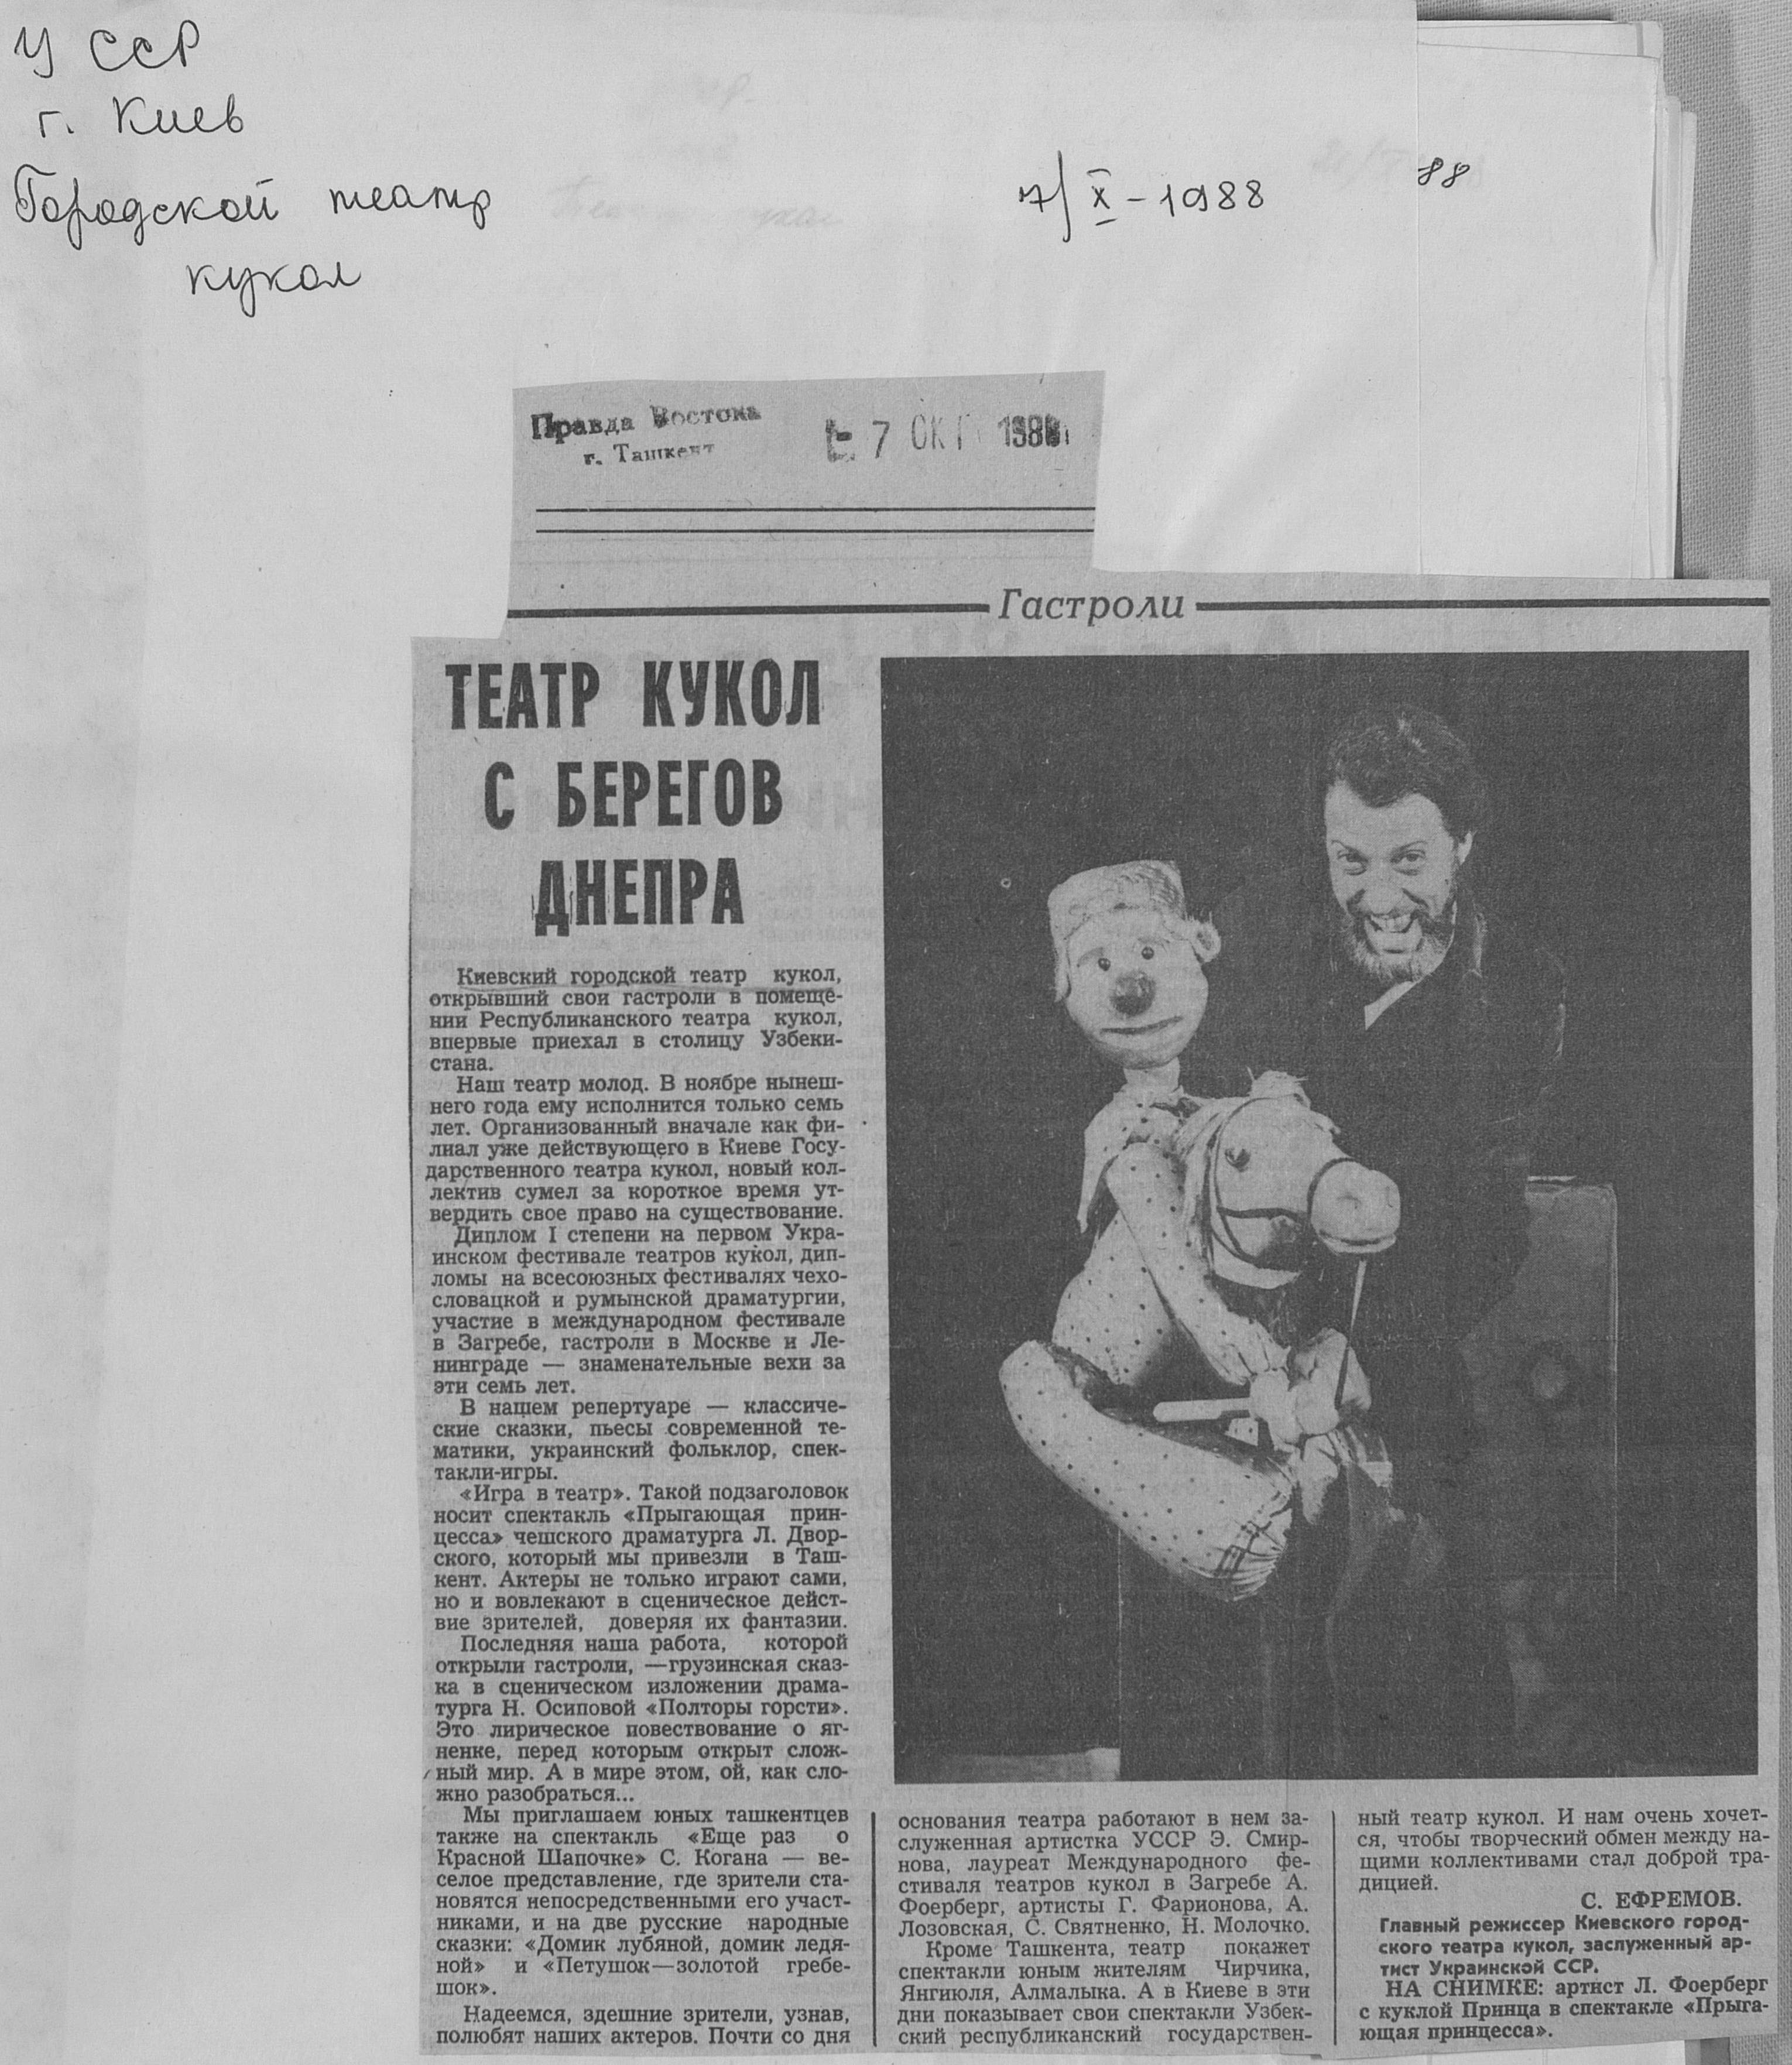 УССР
г. Киев
Городской театр
кукол
7/X-1988
88
Правда Востока
г. Ташкент
7 ОКТ 1988
Гастроли
ТЕАТР КУКОЛ
С БЕРЕГОВ
ДНЕПРА
Киевский городской театр кукол,
открывший свои гастроли в помеще-
нии Республиканского театра кукол,
впервые приехал в столицу Узбеки-
стана.
Наш театр молод. В ноябре нынеш-
него года ему исполнится только семь
лет. Организованный вначале как фи-
лиал уже действующего в Киеве Госу-
дарственного театра кукол, новый кол-
лектив сумел за короткое время ут-
вердить свое право на существование.
Диплом I степени на первом Укра-
инском фестивале театров кукол, дип-
ломы на всесоюзных фестивалях чехо-
словацкой и румынской драматургии,
участие в международном фестивале
в Загребе, гастроли в Москве и Ле-
нинграде — знаменательные вехи за
эти семь лет.
В нашем репертуаре — классиче-
ские сказки, пьесы современной те-
матики, украинский фольклор, спек-
такли-игры.
«Игра в театр». Такой подзаголовок
носит спектакль «Прыгающая прин-
цесса» чешского драматурга Л. Двор-
ского, который мы привезли в Таш-
кент. Актеры не только играют сами,
но и вовлекают в сценическое дейст-
вие зрителей, доверяя их фантазии.
Последняя наша работа, которой
открыли гастроли, —грузинская сказ-
ка в сценическом изложении драма-
турга Н. Осиповой «Полторы горсти».
Это лирическое повествование о яг-
ненке, перед которым открыт слож-
ный мир. А в мире этом, ой, как сло-
жно разобраться...
Мы приглашаем юных ташкентцев
также на спектакль «Еще раз о
Красной Шапочке» С. Когана — ве-
селое представление, где зрители ста-
новятся непосредственными его участ-
никами, и на две русские народные
сказки: «Домик лубяной, домик ледя-
ной» и «Петушок—золотой гребе-
шок».
Надеемся, здешние зрители, узнав,
полюбят наших актеров. Почти со дня
основания театра работают в нем за-
служенная артистка УССР Э. Смир-
нова, лауреат Международного фе-
стиваля театров кукол в Загребе А.
Фоерберг, артисты Г. Фарионова, А.
Лозовская, С. Святненко, Н. Молочко.
Кроме Ташкента, театр покажет
спектакли юным жителям Чирчика,
Янгиюля, Алмалыка. А в Киеве в эти
дни показывает свои спектакли Узбек-
ский республиканский государствен-
ный театр кукол. И нам очень хочет-
ся, чтобы творческий обмен между на-
шими коллективами стал доброй тра-
дицией.
С. ЕФРЕМОВ.
Главный режиссер Киевского город-
ского театра кукол, заслуженный ар-
тист Украинской ССР.
НА СНИМКЕ: артист Л. Фоерберг
с куклой Принца в спектакле «Прыга-
ющая принцесса».